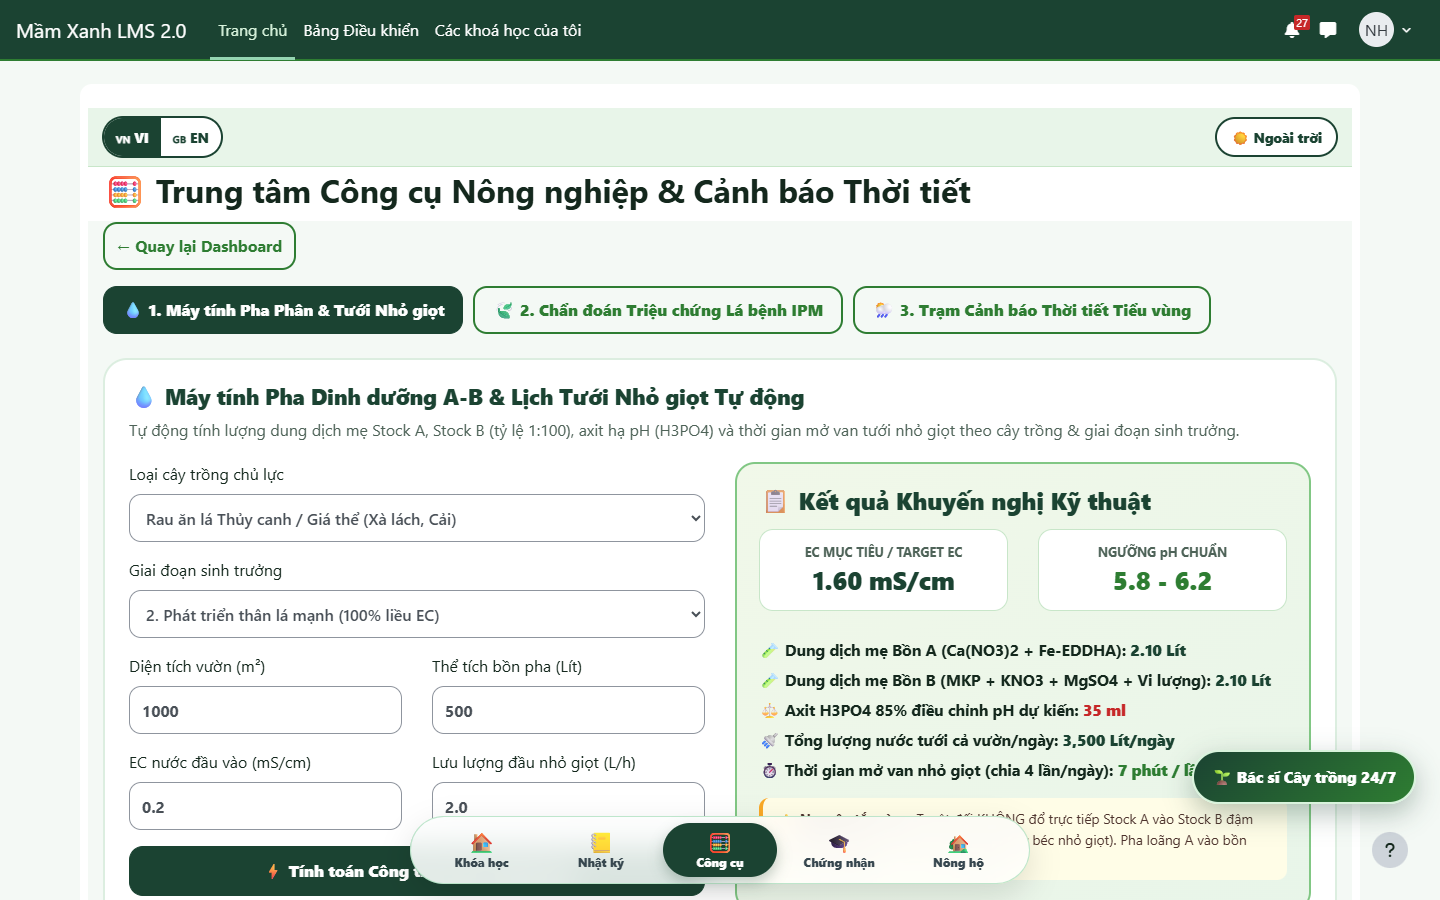 Mầm Xanh LMS 2.0
Trang chủ
Bảng Điều khiển
Các khoá học của tôi
27
NH
VN VI
GB EN
Ngoài trời
Trung tâm Công cụ Nông nghiệp & Cảnh báo Thời tiết
← Quay lại Dashboard
1. Máy tính Pha Phân & Tưới Nhỏ giọt
2. Chẩn đoán Triệu chứng Lá bệnh IPM
3. Trạm Cảnh báo Thời tiết Tiểu vùng
Máy tính Pha Dinh dưỡng A-B & Lịch Tưới Nhỏ giọt Tự động
Tự động tính lượng dung dịch mẹ Stock A, Stock B (tỷ lệ 1:100), axit hạ pH (H3PO4) và thời gian mở van tưới nhỏ giọt theo cây trồng & giai đoạn sinh trưởng.
Loại cây trồng chủ lực
Rau ăn lá Thủy canh / Giá thể (Xà lách, Cải)
Giai đoạn sinh trưởng
2. Phát triển thân lá mạnh (100% liều EC)
Diện tích vườn (m²)
Thể tích bồn pha (Lít)
1000
500
EC nước đầu vào (mS/cm)
Lưu lượng đầu nhỏ giọt (L/h)
0.2
2.0
Tính toán Công
Kết quả Khuyến nghị Kỹ thuật
EC MỤC TIÊU / TARGET EC
1.60 mS/cm
NGƯỠNG pH CHUẨN
5.8 - 6.2
Dung dịch mẹ Bồn A (Ca(NO3)2 + Fe-EDDHA): 2.10 Lít
Dung dịch mẹ Bồn B (MKP + KNO3 + MgSO4 + Vi lượng): 2.10 Lít
Axit H3PO4 85% điều chỉnh pH dự kiến: 35 ml
Tổng lượng nước tưới cả vườn/ngày: 3,500 Lít/ngày
Thời gian mở van nhỏ giọt (chia 4 lần/ngày): 7 phút /
KHÔNG đổ trực tiếp Stock A vào Stock B đậm
béc nhỏ giọt). Pha loãng A vào bồn
Bác sĩ Cây trồng 24/7
Khóa học
Nhật ký
Công cụ
Chứng nhận
Nông hộ
?